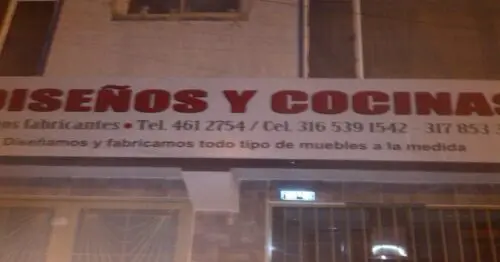 DISEÑOS Y COCINAS
fabricantes • Tel. 461 2754 / Cel. 316 539 1542 - 317 853
Diseñamos y fabricamos todo tipo de muebles a la medida